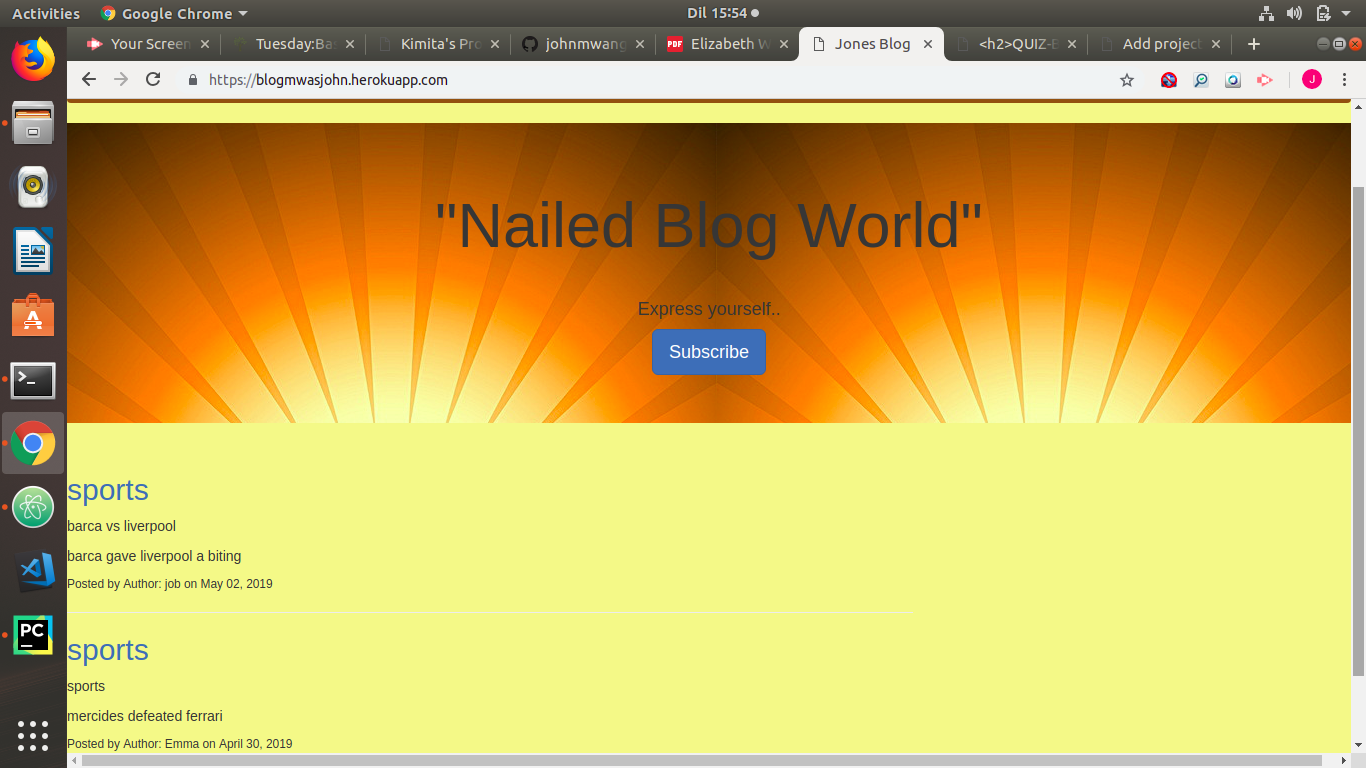 Activities Google Chrome Dil 15:54
Your Screen Tuesday:Ba Kimita's Pro johnmwang Elizabeth W Jones Blog <h2>QUIZ-B Add project
https://blogmwasjohn.herokuapp.com J
"Nailed Blog World"
Express yourself..
Subscribe
sports
barca vs liverpool
barca gave liverpool a biting
Posted by Author: job on May 02, 2019
sports
sports
mercides defeated ferrari
Posted by Author: Emma on April 30, 2019
PDF
PC